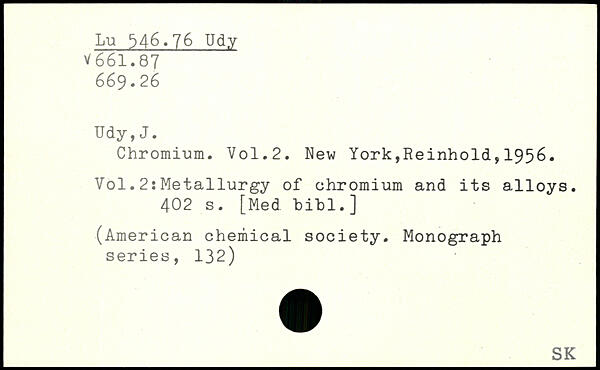 Lu 546.76 Udy
v661.87
669.26
Udy,J.
Chromium. Vol.2. New York,Reinhold,1956.
Vol.2:Metallurgy of chromium and its alloys.
402 s. [Med bibl.]
(American chemical society. Monograph
series, 132)
SK